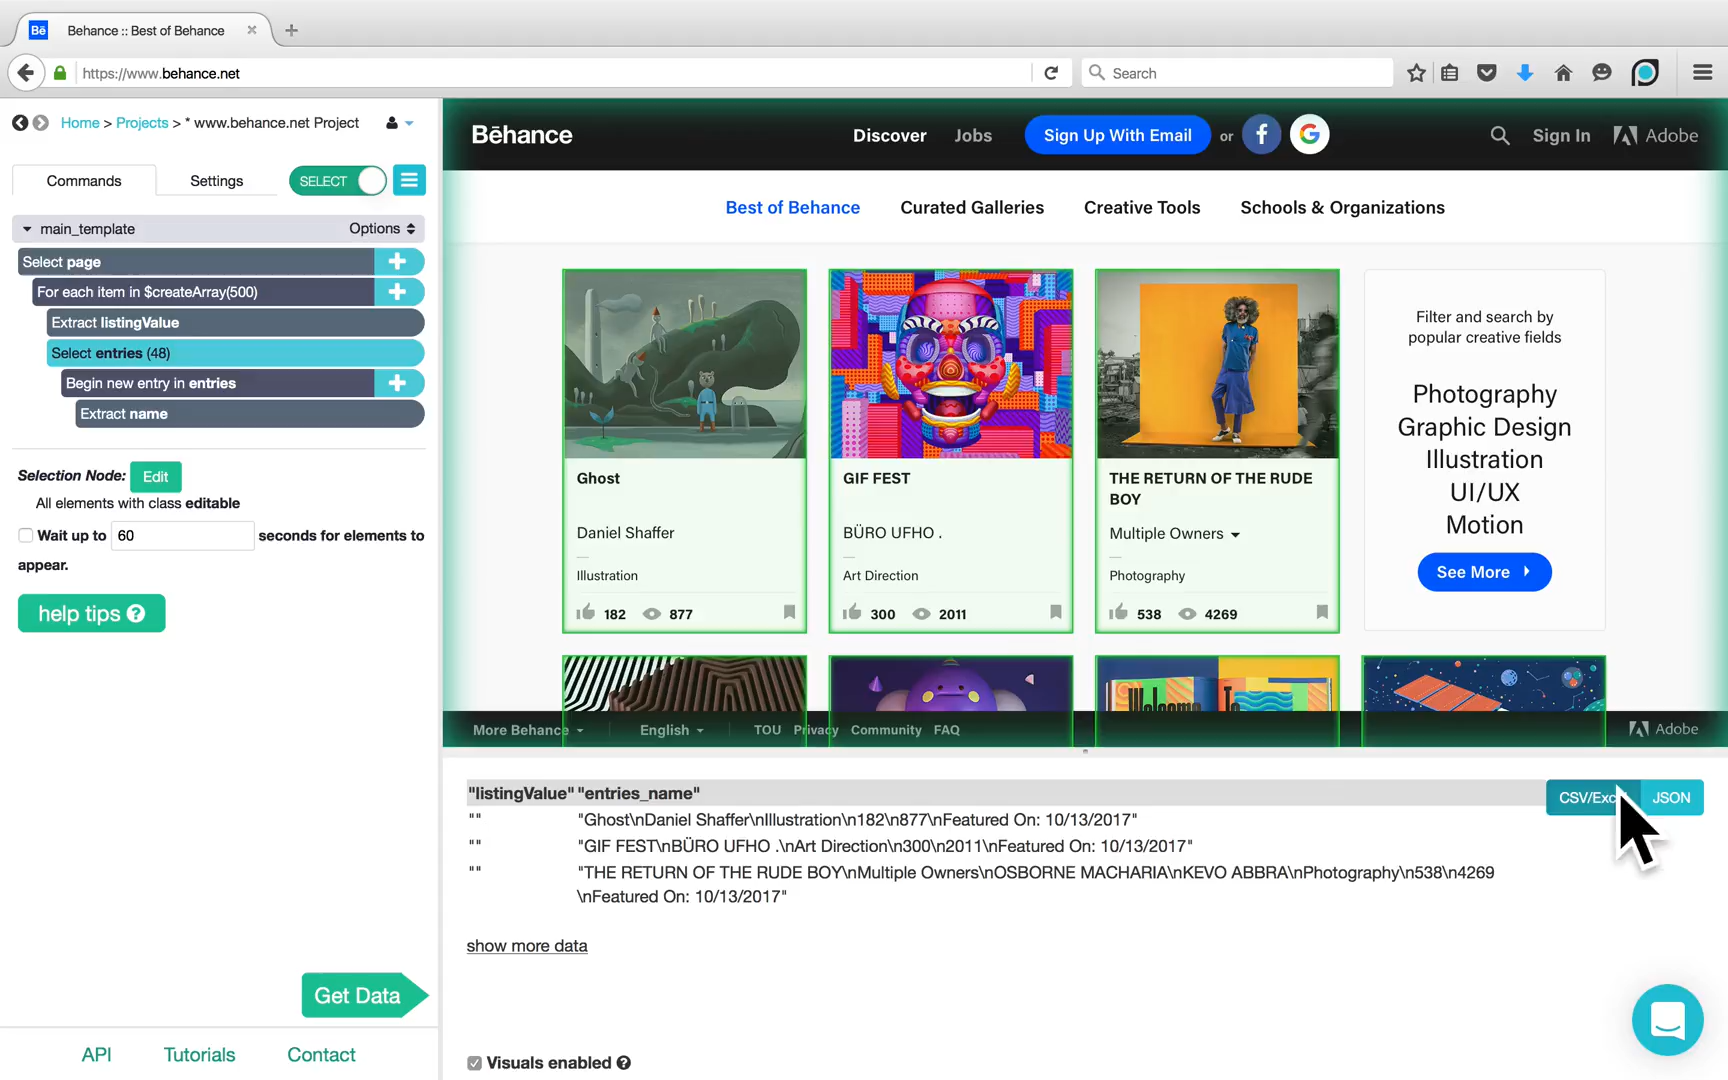 Bē
Behance :: Best of Behance
https://www.behance.net
Search
Home > Projects > * www.behance.net Project
Commands
Settings
SELECT
main_template
Options
Select page
For each item in $createArray(500)
Extract listingValue
Select entries (48)
Begin new entry in entries
Extract name
Selection Node: Edit
All elements with class editable
Wait up to 60 seconds for elements to
appear.
help tips
Get Data
API
Tutorials
Contact
Bēhance
Discover
Jobs
Sign Up With Email
or
f
G
Sign In
Adobe
Best of Behance
Curated Galleries
Creative Tools
Schools & Organizations
Ghost
Daniel Shaffer
Illustration
182 877
GIF FEST
BÜRO UFHO .
Art Direction
300 2011
THE RETURN OF THE RUDE
BOY
Multiple Owners
Photography
538 4269
Filter and search by
popular creative fields
Photography
Graphic Design
Illustration
UI/UX
Motion
See More
Welcome To
More Behance
English
TOU
Privacy
Community
FAQ
Adobe
"listingValue" "entries_name"
CSV/Exc
JSON
"" "Ghost\nDaniel Shaffer\nIllustration\n182\n877\nFeatured On: 10/13/2017"
"" "GIF FEST\nBÜRO UFHO .\nArt Direction\n300\n2011\nFeatured On: 10/13/2017"
"" "THE RETURN OF THE RUDE BOY\nMultiple Owners\nOSBORNE MACHARIA\nKEVO ABBRA\nPhotography\n538\n4269
\nFeatured On: 10/13/2017"
show more data
Visuals enabled